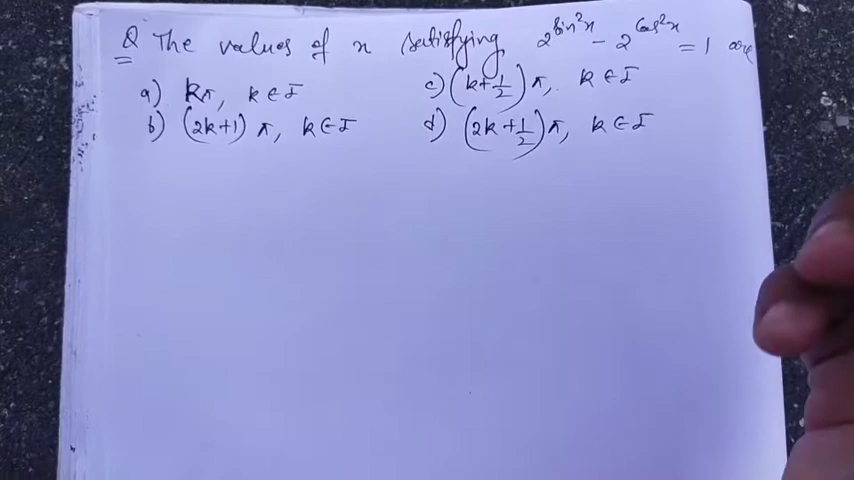 Q The values of x satisfying 2^sin²x - 2^cos²x = 1 are
a) kπ, k ∈ I c) (k+1/2)π, k ∈ I
b) (2k+1)π, k ∈ I d) (2k+1/2)π, k ∈ I